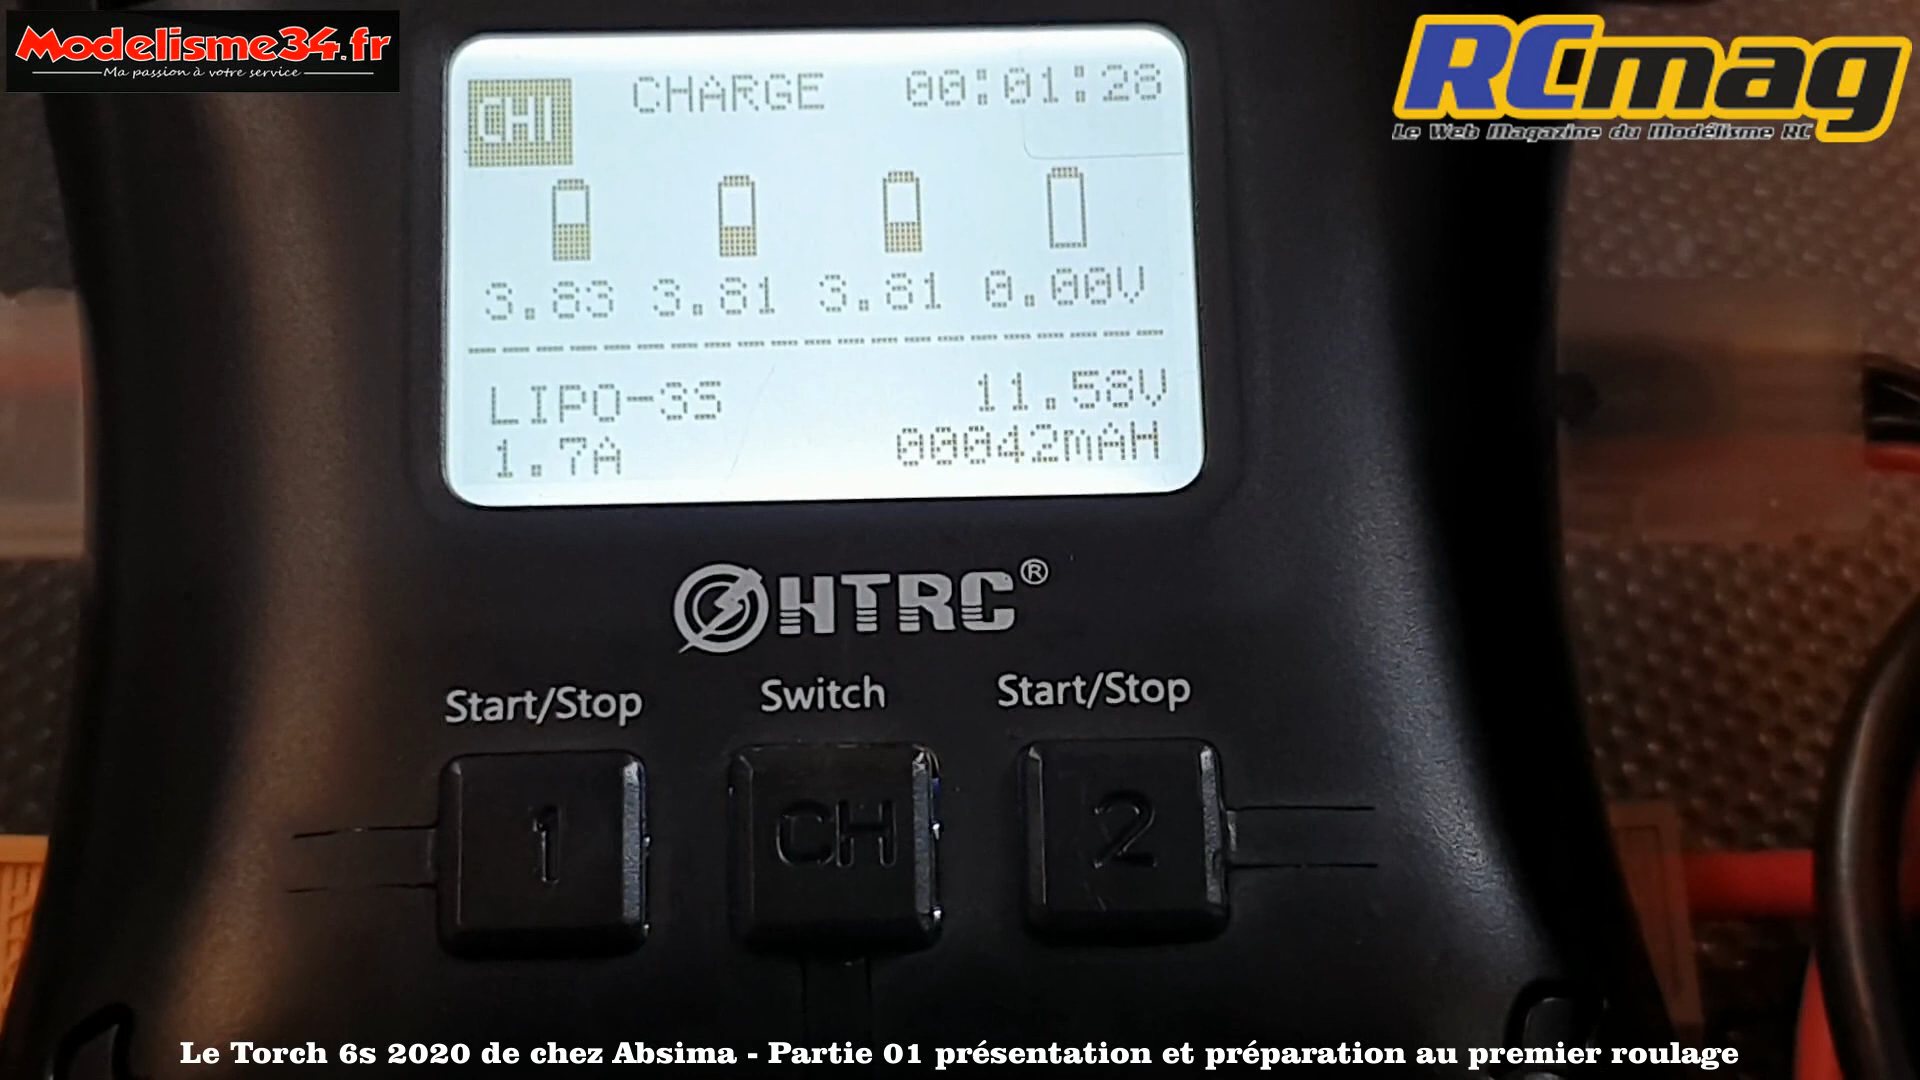 Modelisme34.fr
Ma passion à votre service
RCmag
Le Web Magazine du Modélisme RC
CH1 CHARGE 00:01:28
3.83 3.81 3.81 0.00V
LIPO-3S 11.58V
1.7A 00042mAH
HTRC®
Start/Stop Switch Start/Stop
1 CH 2
Le Torch 6s 2020 de chez Absima - Partie 01 présentation et préparation au premier roulage